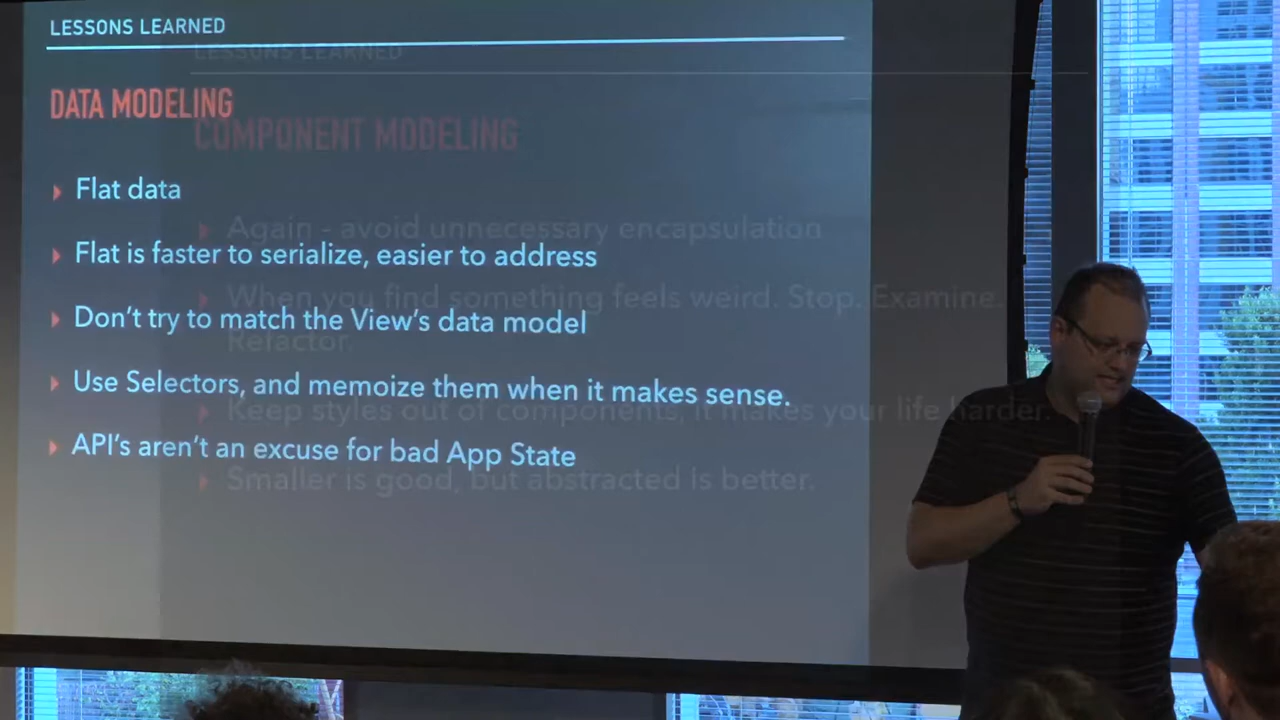 LESSONS LEARNED
DATA MODELING
Flat data
Flat is faster to serialize, easier to address
Don't try to match the View's data model
Use Selectors, and memoize them when it makes sense.
API's aren't an excuse for bad App State
LESSONS LEARNED
COMPONENT MODELING
Again - avoid unnecessary encapsulation
When you find something feels weird. Stop. Examine.
Refactor.
Keep styles out of components, it makes your life harder.
Smaller is good, but abstracted is better.